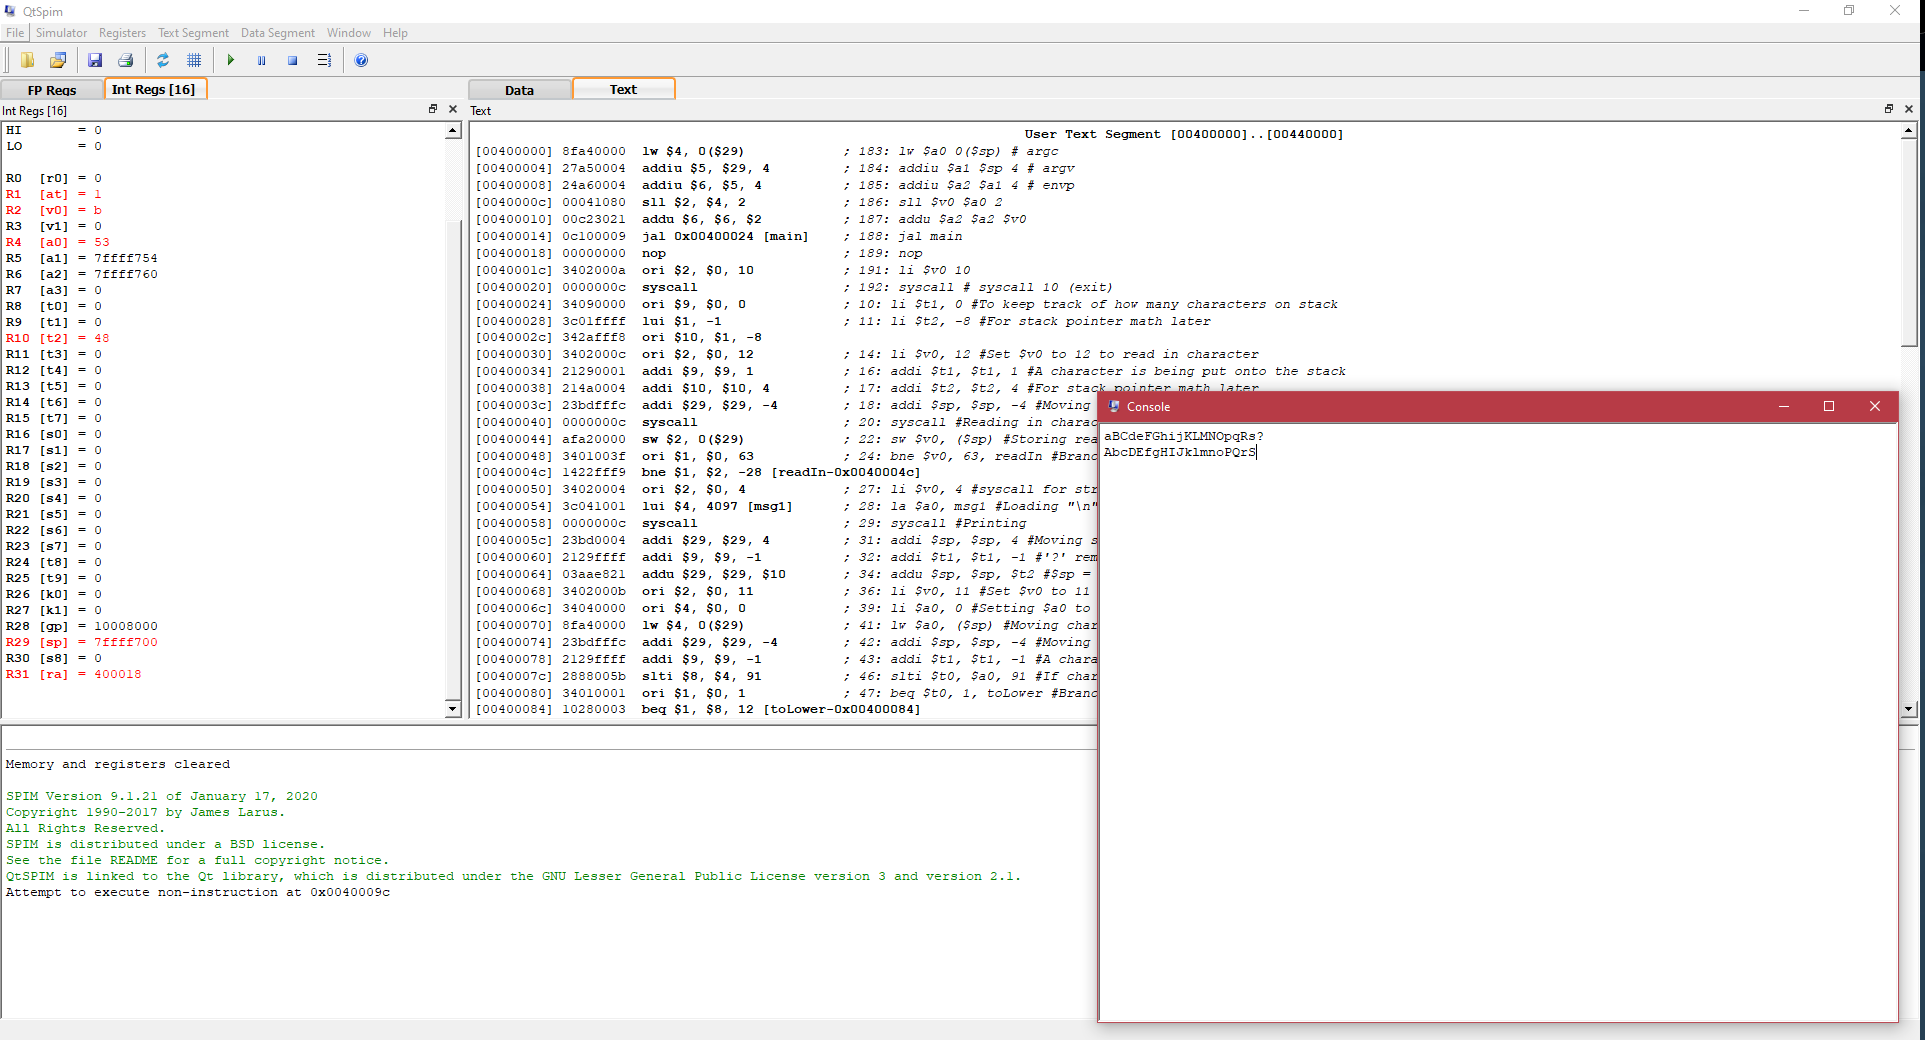 QtSpim
File Simulator Registers Text Segment Data Segment Window Help
FP Regs Int Regs [16] Data Text
Int Regs [16]
HI = 0
LO = 0
R0 [r0] = 0
R1 [at] = 1
R2 [v0] = b
R3 [v1] = 0
R4 [a0] = 53
R5 [a1] = 7ffff754
R6 [a2] = 7ffff760
R7 [a3] = 0
R8 [t0] = 0
R9 [t1] = 0
R10 [t2] = 48
R11 [t3] = 0
R12 [t4] = 0
R13 [t5] = 0
R14 [t6] = 0
R15 [t7] = 0
R16 [s0] = 0
R17 [s1] = 0
R18 [s2] = 0
R19 [s3] = 0
R20 [s4] = 0
R21 [s5] = 0
R22 [s6] = 0
R23 [s7] = 0
R24 [t8] = 0
R25 [t9] = 0
R26 [k0] = 0
R27 [k1] = 0
R28 [gp] = 10008000
R29 [sp] = 7ffff700
R30 [s8] = 0
R31 [ra] = 400018
Text
User Text Segment [00400000]..[00440000]
[00400000] 8fa40000 lw $4, 0($29) ; 183: lw $a0 0($sp) # argc
[00400004] 27a50004 addiu $5, $29, 4 ; 184: addiu $a1 $sp 4 # argv
[00400008] 24a60004 addiu $6, $5, 4 ; 185: addiu $a2 $a1 4 # envp
[0040000c] 00041080 sll $2, $4, 2 ; 186: sll $v0 $a0 2
[00400010] 00c23021 addu $6, $6, $2 ; 187: addu $a2 $a2 $v0
[00400014] 0c100009 jal 0x00400024 [main] ; 188: jal main
[00400018] 00000000 nop ; 189: nop
[0040001c] 3402000a ori $2, $0, 10 ; 191: li $v0 10
[00400020] 0000000c syscall ; 192: syscall # syscall 10 (exit)
[00400024] 34090000 ori $9, $0, 0 ; 10: li $t1, 0 #To keep track of how many characters on stack
[00400028] 3c01ffff lui $1, -1 ; 11: li $t2, -8 #For stack pointer math later
[0040002c] 342afff8 ori $10, $1, -8
[00400030] 3402000c ori $2, $0, 12 ; 14: li $v0, 12 #Set $v0 to 12 to read in character
[00400034] 21290001 addi $9, $9, 1 ; 16: addi $t1, $t1, 1 #A character is being put onto the stack
[00400038] 214a0004 addi $10, $10, 4 ; 17: addi $t2, $t2, 4 #For stack pointer math later
[0040003c] 23bdfffc addi $29, $29, -4 ; 18: addi $sp, $sp, -4 #Moving
[00400040] 0000000c syscall ; 20: syscall #Reading in charac
[00400044] afa20000 sw $2, 0($29) ; 22: sw $v0, ($sp) #Storing rea
[00400048] 3401003f ori $1, $0, 63 ; 24: bne $v0, 63, readIn #Branc
[0040004c] 1422fff9 bne $1, $2, -28 [readIn-0x0040004c]
[00400050] 34020004 ori $2, $0, 4 ; 27: li $v0, 4 #syscall for str
[00400054] 3c041001 lui $4, 4097 [msg1] ; 28: la $a0, msg1 #Loading "\n"
[00400058] 0000000c syscall ; 29: syscall #Printing
[0040005c] 23bd0004 addi $29, $29, 4 ; 31: addi $sp, $sp, 4 #Moving s
[00400060] 2129ffff addi $9, $9, -1 ; 32: addi $t1, $t1, -1 #'?' rem
[00400064] 03aae821 addu $29, $29, $10 ; 34: addu $sp, $sp, $t2 #$sp =
[00400068] 3402000b ori $2, $0, 11 ; 36: li $v0, 11 #Set $v0 to 11
[0040006c] 34040000 ori $4, $0, 0 ; 39: li $a0, 0 #Setting $a0 to
[00400070] 8fa40000 lw $4, 0($29) ; 41: lw $a0, ($sp) #Moving char
[00400074] 23bdfffc addi $29, $29, -4 ; 42: addi $sp, $sp, -4 #Moving
[00400078] 2129ffff addi $9, $9, -1 ; 43: addi $t1, $t1, -1 #A chara
[0040007c] 2888005b slti $8, $4, 91 ; 46: slti $t0, $a0, 91 #If char
[00400080] 34010001 ori $1, $0, 1 ; 47: beq $t0, 1, toLower #Branc
[00400084] 10280003 beq $1, $8, 12 [toLower-0x00400084]
Console
aBCdeFGhijKLMNOpqRs?
AbcDEfgHIJklmnoPQrS
Memory and registers cleared
SPIM Version 9.1.21 of January 17, 2020
Copyright 1990-2017 by James Larus.
All Rights Reserved.
SPIM is distributed under a BSD license.
See the file README for a full copyright notice.
QtSPIM is linked to the Qt library, which is distributed under the GNU Lesser General Public License version 3 and version 2.1.
Attempt to execute non-instruction at 0x0040009c